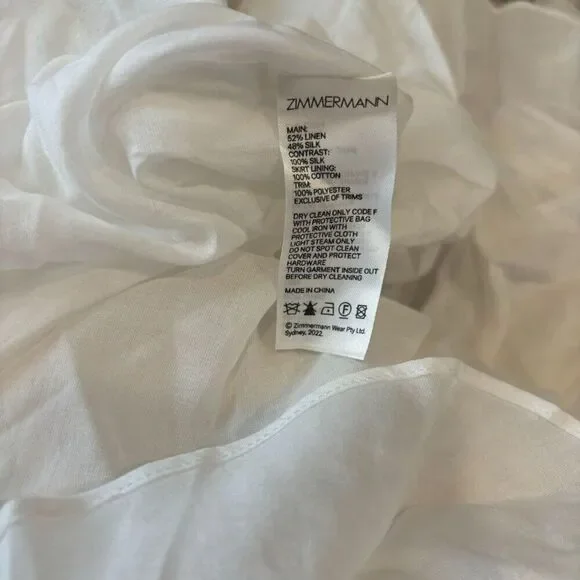 ZIMMERMANN
MAIN:
52% LINEN
48% SILK
CONTRAST:
100% SILK
SKIRT LINING:
100% COTTON
TRIM:
100% POLYESTER
EXCLUSIVE OF TRIMS
DRY CLEAN ONLY CODE F
WITH PROTECTIVE BAG
COOL IRON WITH
PROTECTIVE CLOTH
LIGHT STEAM ONLY
DO NOT SPOT CLEAN
COVER AND PROTECT
HARDWARE
TURN GARMENT INSIDE OUT
BEFORE DRY CLEANING
MADE IN CHINA
F
© Zimmermann Wear Pty Ltd.
Sydney, 2022